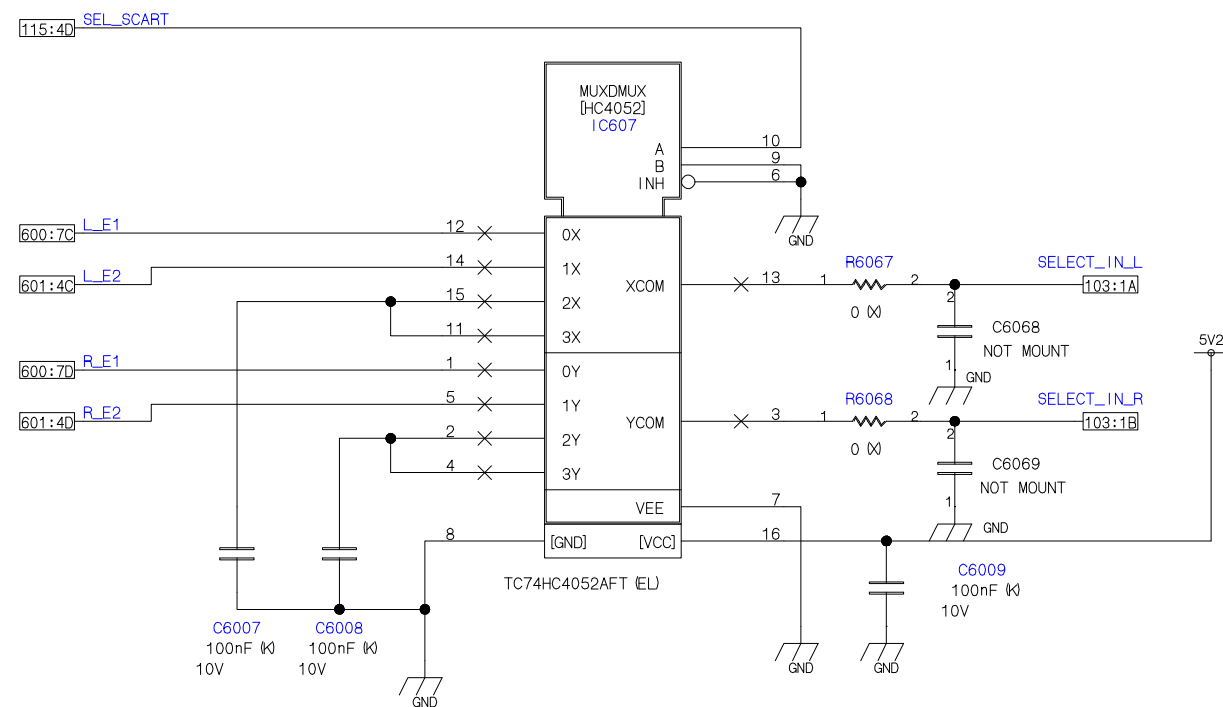 115:4D SEL_SCART
MUXDMUX
[HC4052]
IC607
A 10
B 9
INH 6
GND
600:7C L_E1 12 0X
601:4C L_E2 14 1X
15 2X
11 3X
XCOM 13 1 R6067 2 SELECT_IN_L 103:1A
0 (X)
2 C6068
NOT MOUNT
1 GND
5V2
600:7D R_E1 1 0Y
601:4D R_E2 5 1Y
2 2Y
4 3Y
YCOM 3 1 R6068 2 SELECT_IN_R 103:1B
0 (X)
2 C6069
NOT MOUNT
1 GND
VEE 7
8 [GND] [VCC] 16
TC74HC4052AFT (EL)
C6009
100nF (K)
10V
C6007 C6008
100nF (K) 100nF (K)
10V 10V
GND GND
GND